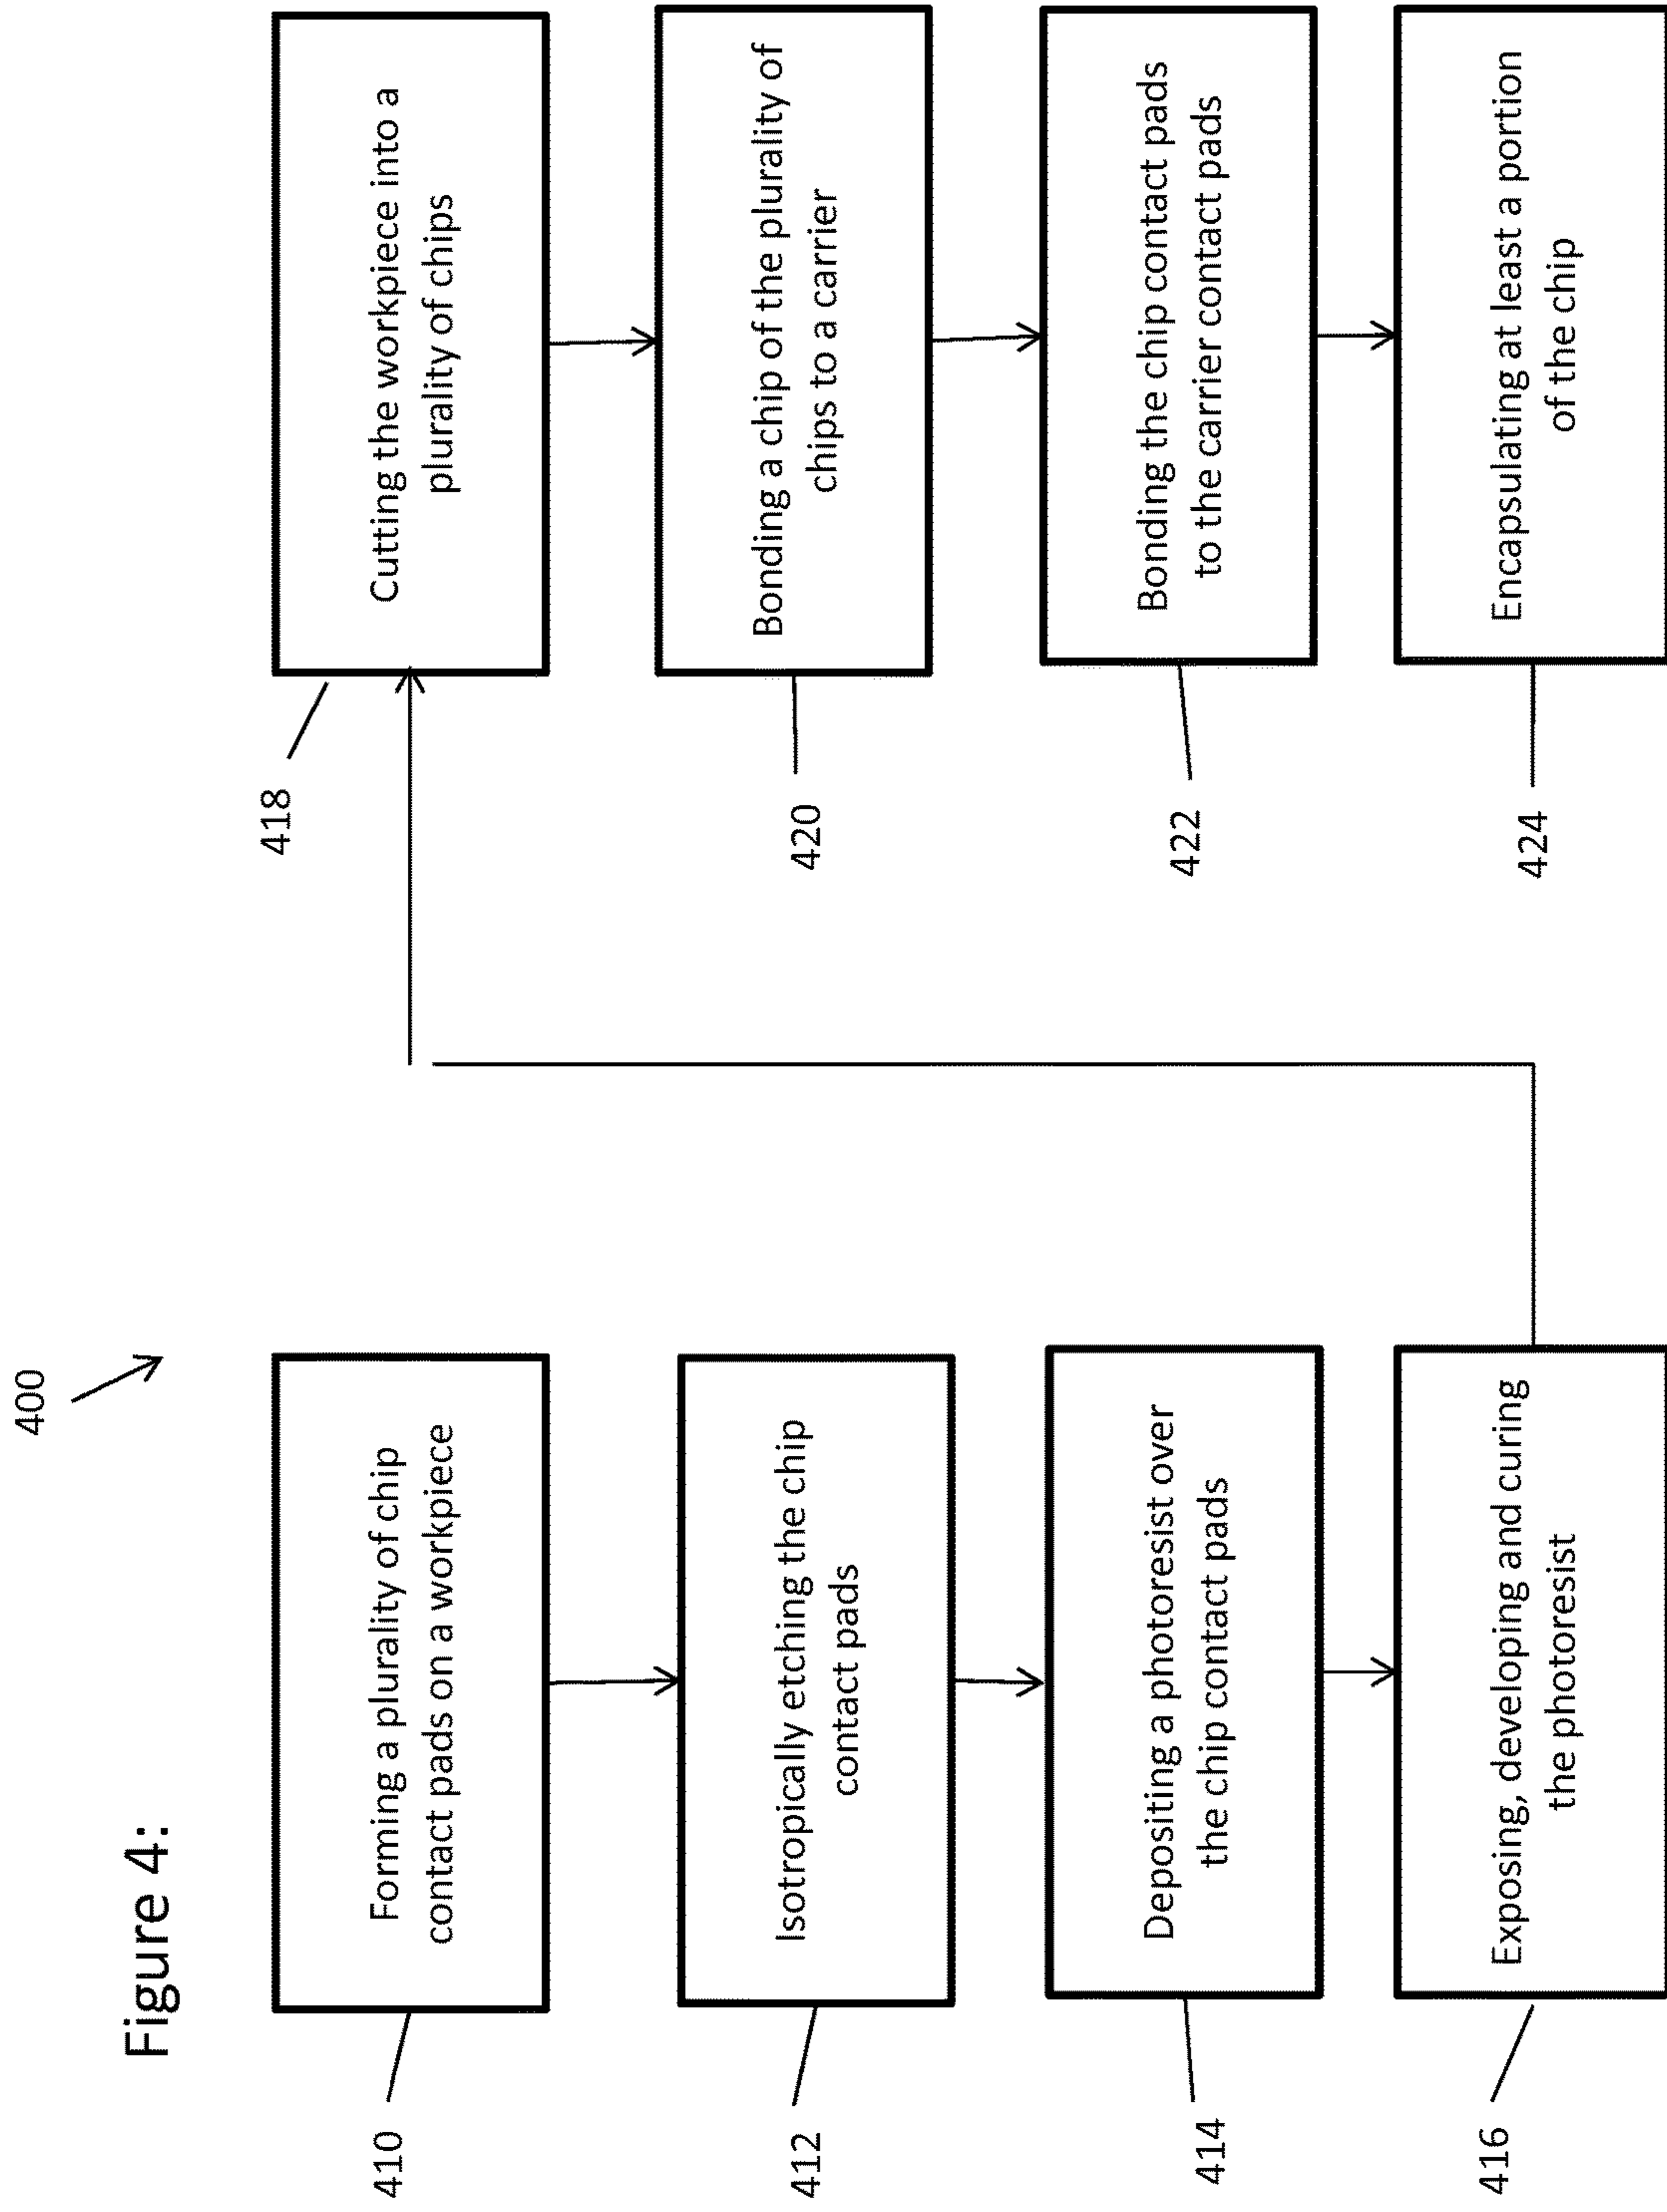 Figure 4:
400
410
Forming a plurality of chip
contact pads on a workpiece
412
Isotropically etching the chip
contact pads
414
Depositing a photoresist over
the chip contact pads
416
Exposing, developing and curing
the photoresist
418
Cutting the workpiece into a
plurality of chips
420
Bonding a chip of the plurality of
chips to a carrier
422
Bonding the chip contact pads
to the carrier contact pads
424
Encapsulating at least a portion
of the chip